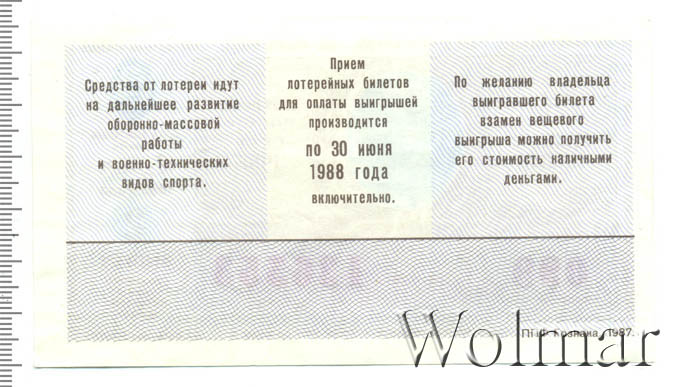 Средства от лотереи идут
на дальнейшее развитие
оборонно-массовой
работы
и военно-технических
видов спорта.
Прием
лотерейных билетов
для оплаты выигрышей
производится
по 30 июня
1988 года
включительно.
По желанию владельца
выигравшего билета
взамен вещевого
выигрыша можно получить
его стоимость наличными
деньгами.
1987.
Wolmar